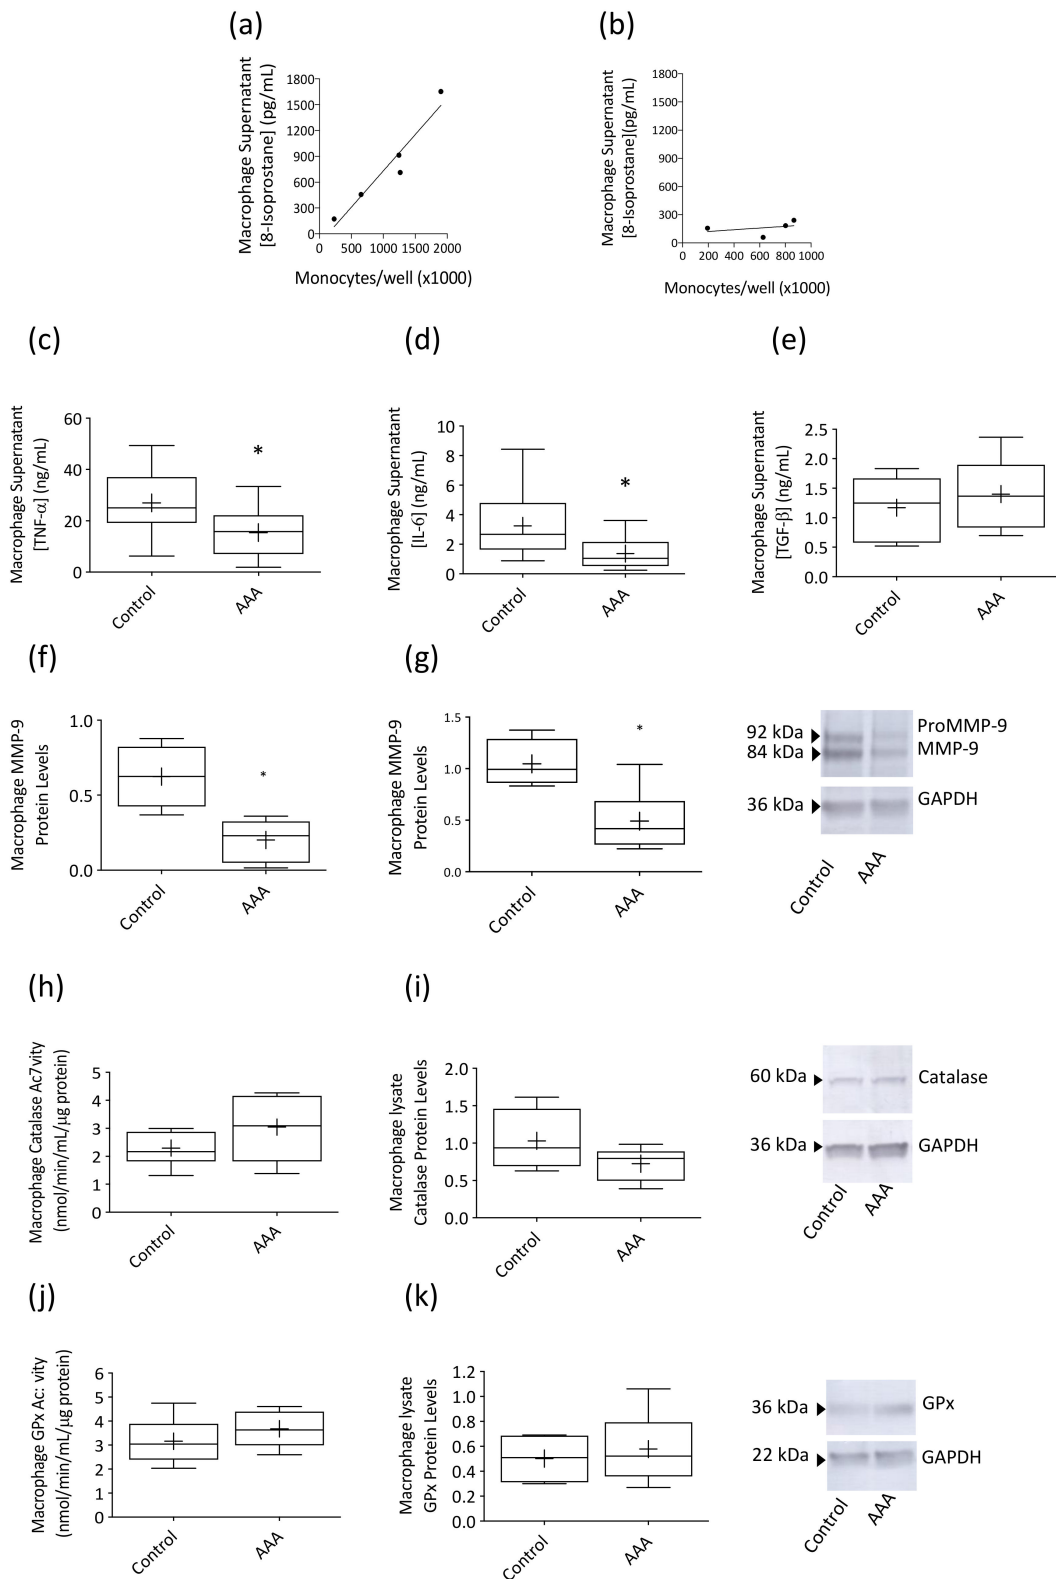 (a)
Macrophage Supernatant
[8-Isoprostane] (pg/mL)
1800
1500
1200
900
600
300
0
0 500 1000 1500 2000
Monocytes/well (x1000)
(b)
Macrophage Supernatant
[8-Isoprostane](pg/mL)
1800
1500
1200
900
600
300
0
0 200 400 600 800 1000
Monocytes/well (x1000)
(c)
Macrophage Supernatant
[TNF-α] (ng/mL)
60
40
20
0
*
Control
AAA
(d)
Macrophage Supernatant
[IL-6] (ng/mL)
10
8
6
4
2
0
*
Control
AAA
(e)
Macrophage Supernatant
[TGF-β] (ng/mL)
2.5
2.0
1.5
1.0
0.5
0.0
Control
AAA
(f)
Macrophage MMP-9
Protein Levels
1.0
0.5
0.0
*
Control
AAA
(g)
Macrophage MMP-9
Protein Levels
1.5
1.0
0.5
0.0
*
Control
AAA
92 kDa
ProMMP-9
84 kDa
MMP-9
36 kDa
GAPDH
Control
AAA
(h)
Macrophage Catalase Ac7vity
(nmol/min/mL/µg protein)
5
4
3
2
1
0
Control
AAA
(i)
Macrophage lysate
Catalase Protein Levels
2.0
1.5
1.0
0.5
0.0
Control
AAA
60 kDa
Catalase
36 kDa
GAPDH
Control
AAA
(j)
Macrophage GPx Ac: vity
(nmol/min/mL/µg protein)
6
5
4
3
2
1
0
Control
AAA
(k)
Macrophage lysate
GPx Protein Levels
1.2
1.0
0.8
0.6
0.4
0.2
0.0
Control
AAA
36 kDa
GPx
22 kDa
GAPDH
Control
AAA